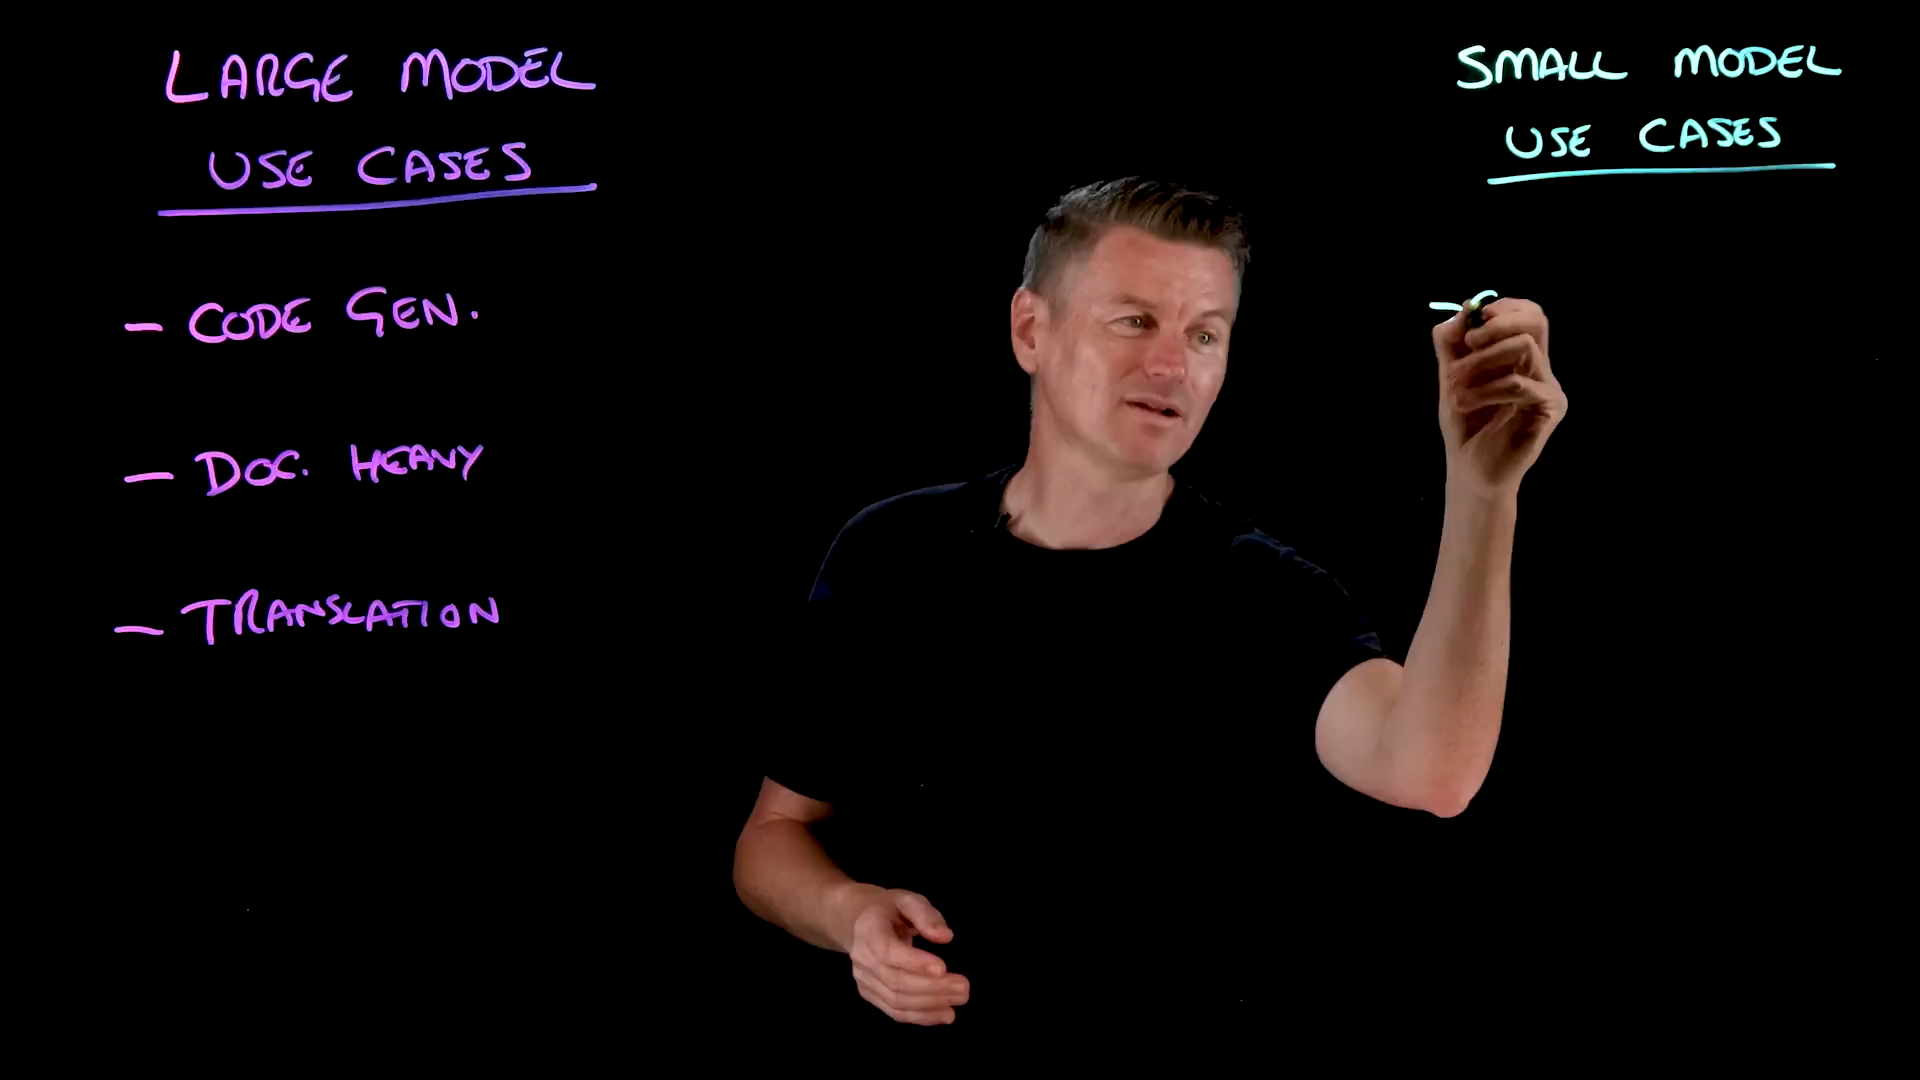 LARGE MODEL
USE CASES
- CODE GEN.
- DOC. HEAVY
- TRANSLATION
SMALL MODEL
USE CASES
-